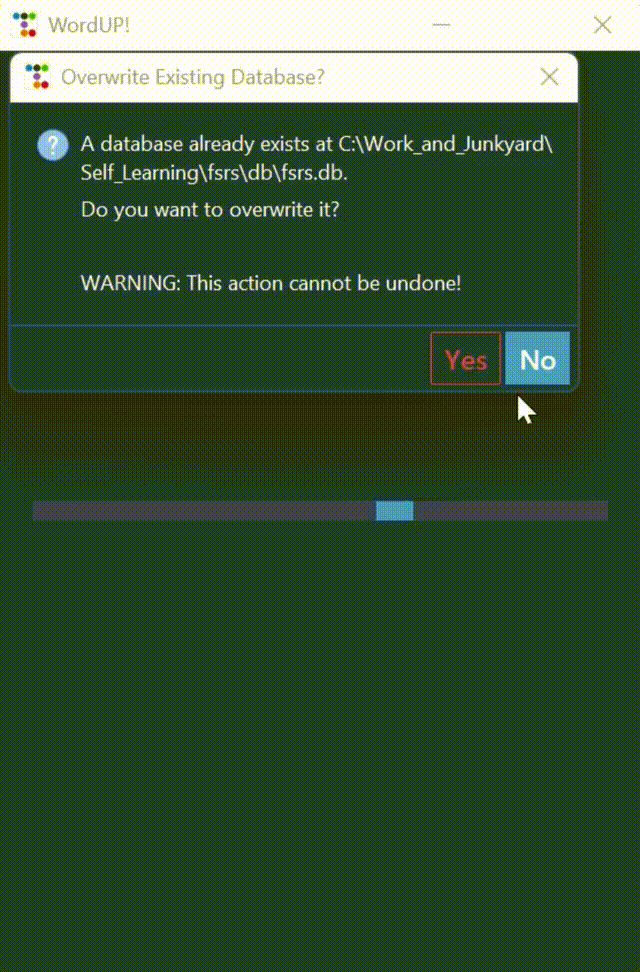 WordUP!
Overwrite Existing Database?
A database already exists at C:\Work_and_Junkyard\
Self_Learning\fsrs\db\fsrs.db.
Do you want to overwrite it?
WARNING: This action cannot be undone!
Yes No